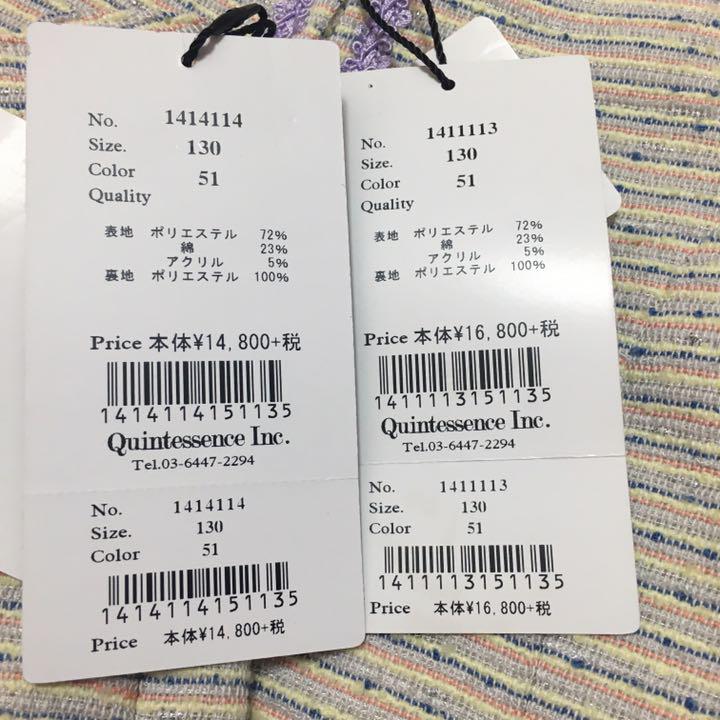 No. 1414114
Size. 130
Color 51
Quality
表地 ポリエステル 72%
綿 23%
アクリル 5%
裏地 ポリエステル 100%
Price 本体¥14,800+税
1414114151135
Quintessence Inc.
Tel.03-6447-2294
No. 1414114
Size. 130
Color 51
1414114151135
Price 本体¥14,800+税
No. 1411113
Size. 130
Color 51
Quality
表地 ポリエステル 72%
綿 23%
アクリル 5%
裏地 ポリエステル 100%
Price 本体¥16,800+税
1411113151135
Quintessence Inc.
Tel.03-6447-2294
No. 1411113
Size. 130
Color 51
1411113151135
Price 本体¥16,800+税